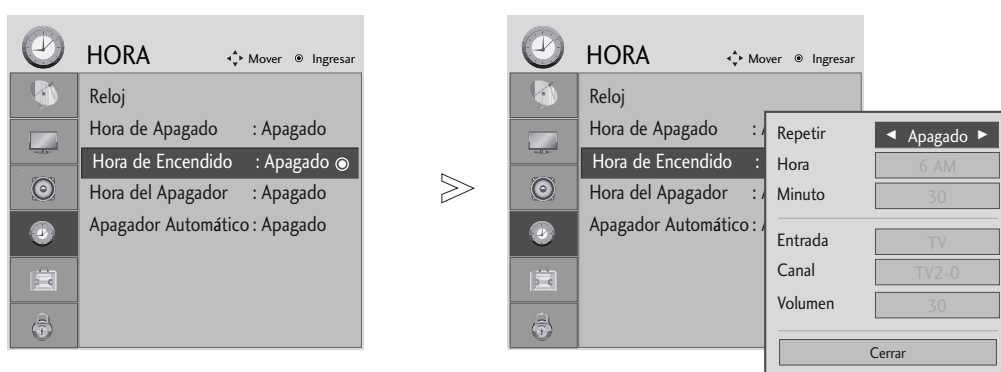 HORA Mover Ingresar
Reloj
Hora de Apagado : Apagado
Hora de Encendido : Apagado
Hora del Apagador : Apagado
Apagador Automático : Apagado
HORA Mover Ingresar
Reloj
Hora de Apagado :
Hora de Encendido :
Hora del Apagador :
Apagador Automático :
Repetir ◄ Apagado ►
Hora 6 AM
Minuto 30
Entrada TV
Canal TV2-0
Volumen 30
Cerrar